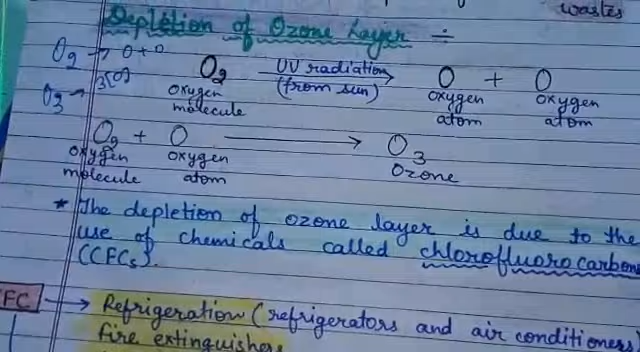 wastes
Depletion of Ozone Layer ÷
O2 → O + O
O3 → 3(O)
O2 UV radiation (from sun) → O + O
oxygen molecule oxygen atom oxygen atom
O2 + O → O3
oxygen molecule oxygen atom Ozone
* The depletion of ozone layer is due to the
use of chemicals called chlorofluorocarbons
(CFCs).
FC → Refrigeration (refrigerators and air conditioners)
fire extinguishers